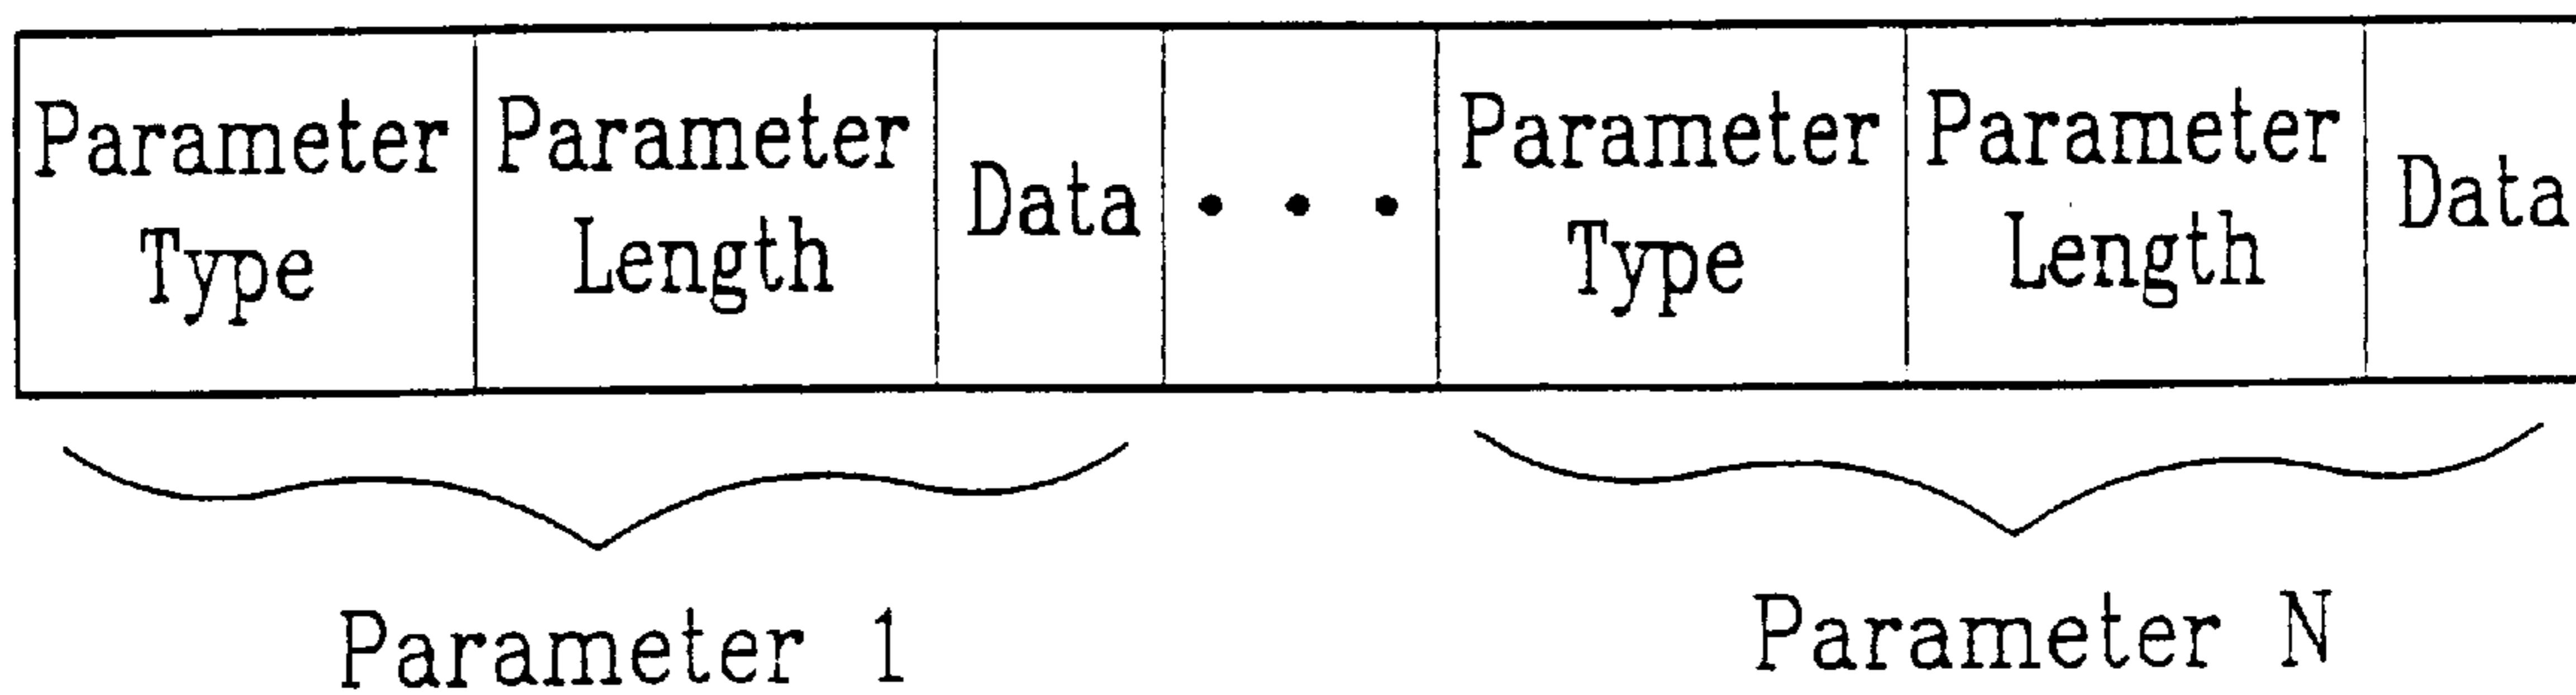 Parameter
Type
Parameter
Length
Data
• • •
Parameter
Type
Parameter
Length
Data
Parameter 1
Parameter N